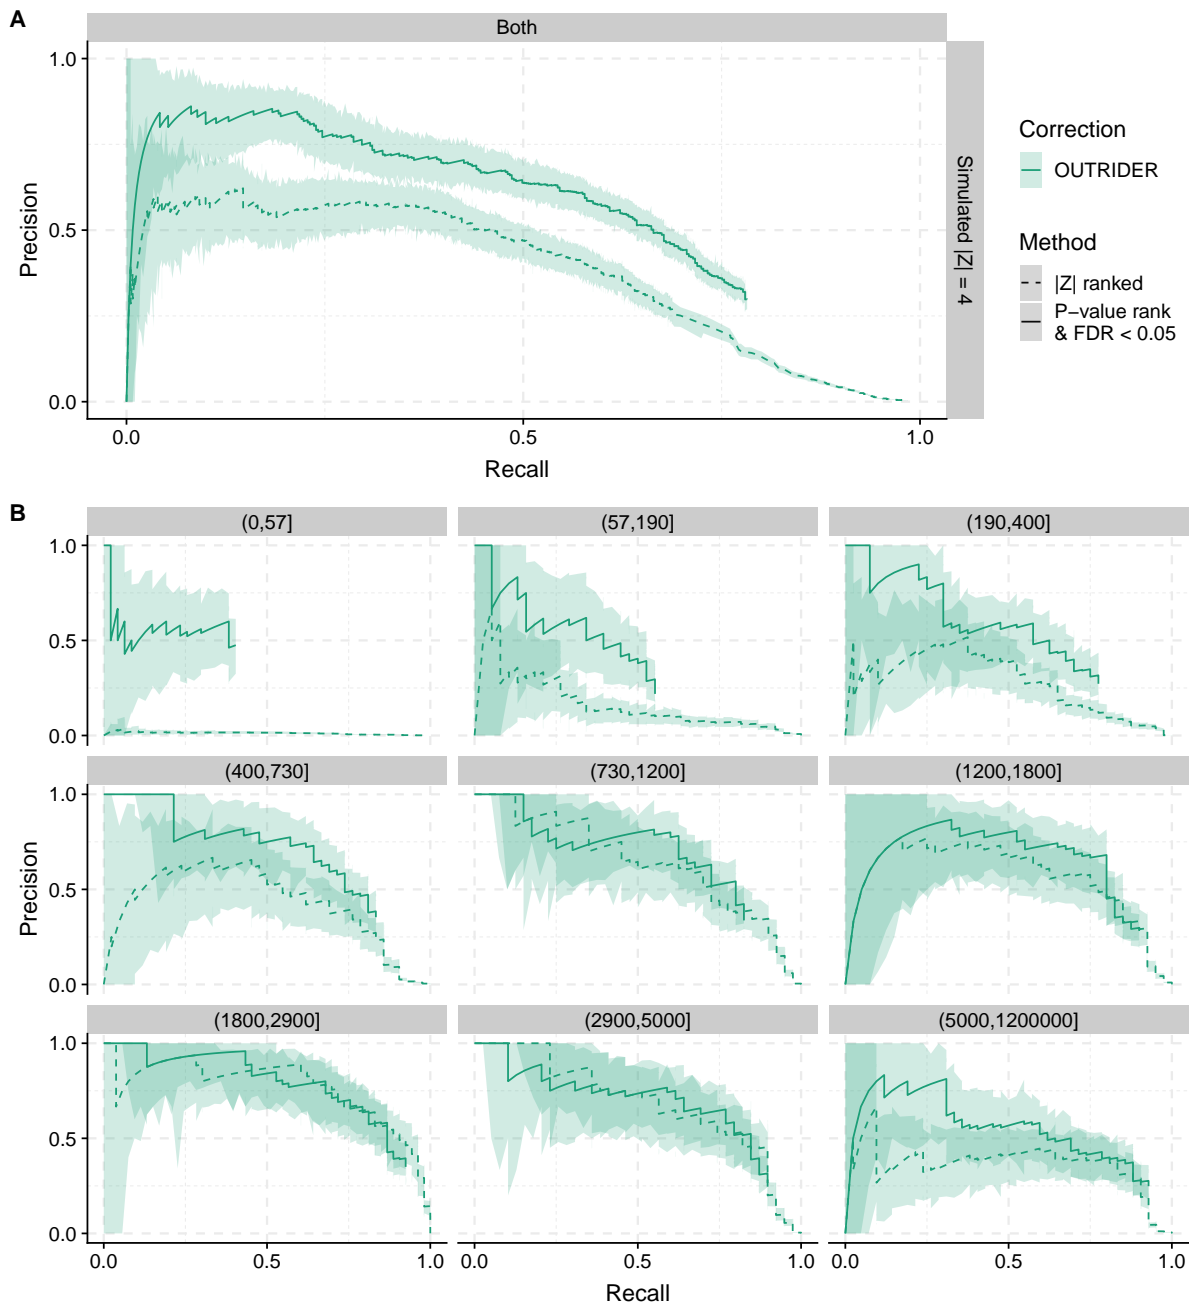 A
Both
1.0
0.5
0.0
Precision
0.0
0.5
1.0
Recall
Simulated |Z| = 4
Correction
OUTRIDER
Method
|Z| ranked
P−value rank
& FDR < 0.05
B
(0,57]
(57,190]
(190,400]
1.0
0.5
0.0
(400,730]
(730,1200]
(1200,1800]
1.0
0.5
0.0
Precision
(1800,2900]
(2900,5000]
(5000,1200000]
1.0
0.5
0.0
0.0
0.5
1.0
0.0
0.5
1.0
0.0
0.5
1.0
Recall